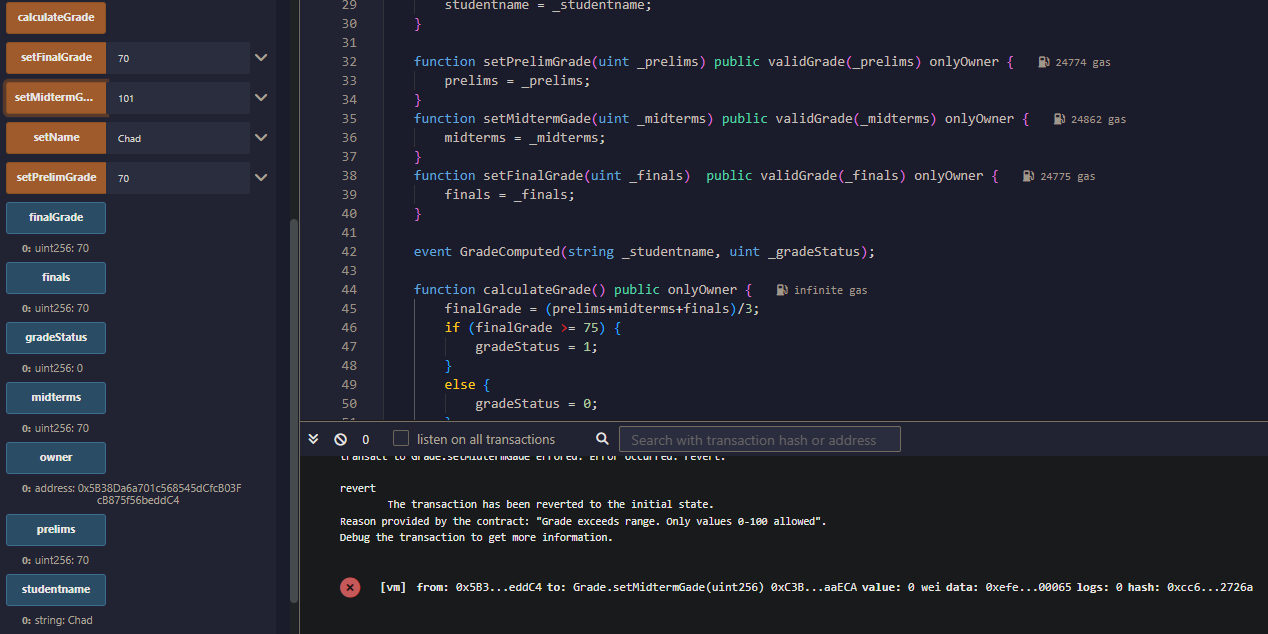 calculateGrade
setFinalGrade 70
setMidtermG... 101
setName Chad
setPrelimGrade 70
finalGrade
0: uint256: 70
finals
0: uint256: 70
gradeStatus
0: uint256: 0
midterms
0: uint256: 70
owner
0: address: 0x5B38Da6a701c568545dCfcB03F
cB875f56beddC4
prelims
0: uint256: 70
studentname
0: string: Chad
29 studentname = _studentname;
30 }
31
32 function setPrelimGrade(uint _prelims) public validGrade(_prelims) onlyOwner { 24774 gas
33 prelims = _prelims;
34 }
35 function setMidtermGade(uint _midterms) public validGrade(_midterms) onlyOwner { 24862 gas
36 midterms = _midterms;
37 }
38 function setFinalGrade(uint _finals)  public validGrade(_finals) onlyOwner { 24775 gas
39 finals = _finals;
40 }
41
42 event GradeComputed(string _studentname, uint _gradeStatus);
43
44 function calculateGrade() public onlyOwner { infinite gas
45 finalGrade = (prelims+midterms+finals)/3;
46 if (finalGrade >= 75) {
47 gradeStatus = 1;
48 }
49 else {
50 gradeStatus = 0;
51 }
0 listen on all transactions Search with transaction hash or address
transact to Grade.setMidtermGade errored: Error occurred: revert.
revert
The transaction has been reverted to the initial state.
Reason provided by the contract: "Grade exceeds range. Only values 0-100 allowed".
Debug the transaction to get more information.
[vm] from: 0x5B3...eddC4 to: Grade.setMidtermGade(uint256) 0xC3B...aaECA value: 0 wei data: 0xefe...00065 logs: 0 hash: 0xcc6...2726a